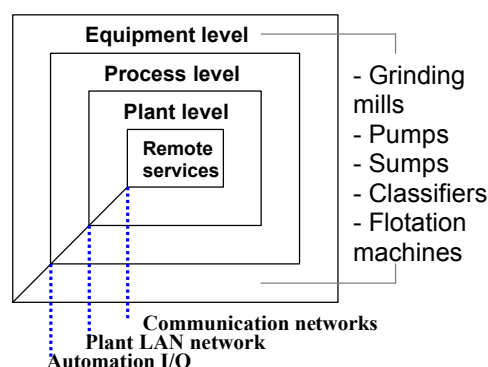 Equipment level
Process level
Plant level
Remote
services
- Grinding
mills
- Pumps
- Sumps
- Classifiers
- Flotation
machines
Communication networks
Plant LAN network
Automation I/O